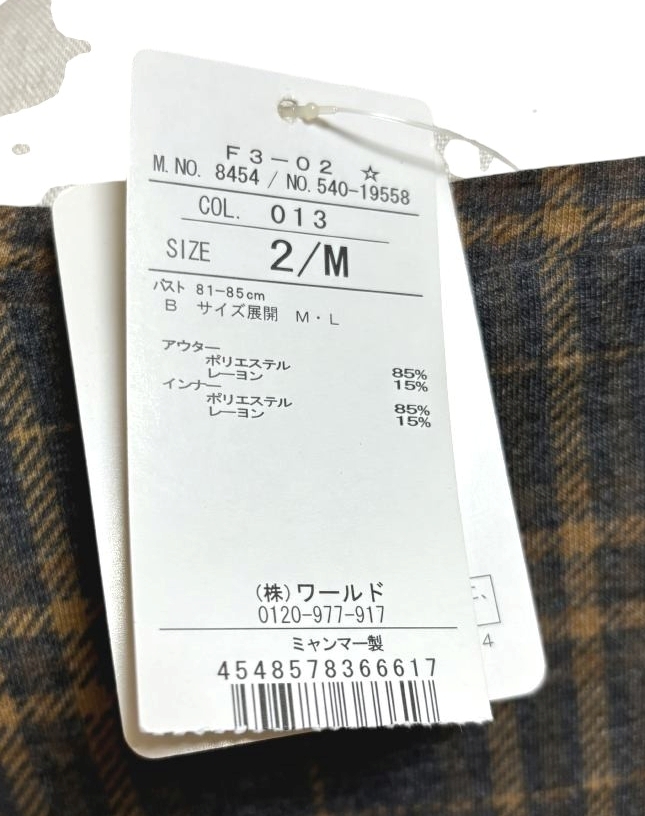 F3-02 ☆
M.NO. 8454 / NO.540-19558
COL. 013
SIZE 2/M
バスト 81-85cm
B サイズ展開 M・L
アウター
ポリエステル 85%
レーヨン 15%
インナー
ポリエステル 85%
レーヨン 15%
(株)ワールド
0120-977-917
ミャンマー製
4548578366617
4